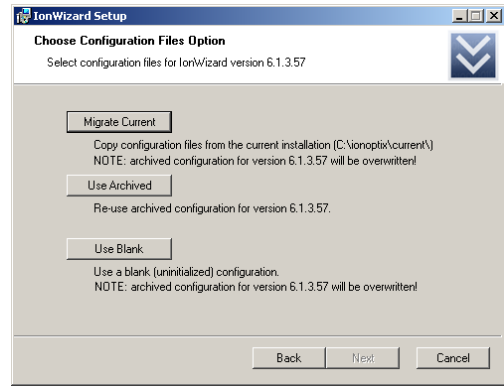 IonWizard Setup
Choose Configuration Files Option
Select configuration files for IonWizard version 6.1.3.57
Migrate Current
Copy configuration files from the current installation (C:\ionoptix\current\)
NOTE: archived configuration for version 6.1.3.57 will be overwritten!
Use Archived
Re-use archived configuration for version 6.1.3.57.
Use Blank
Use a blank (uninitialized) configuration.
NOTE: archived configuration for version 6.1.3.57 will be overwritten!
Back Next Cancel